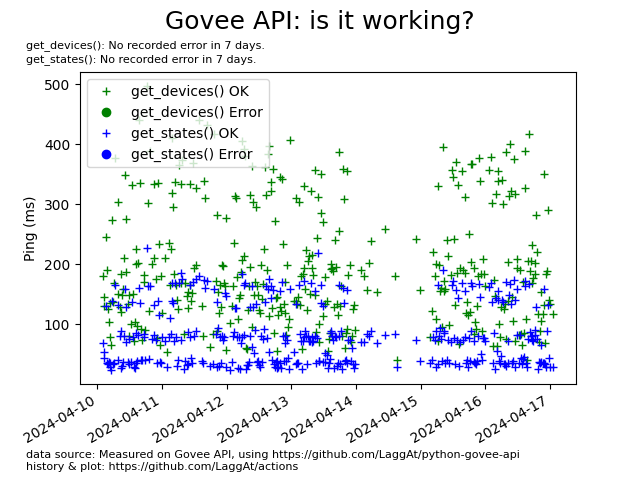 Govee API: is it working?
get_devices(): No recorded error in 7 days.
get_states(): No recorded error in 7 days.
get_devices() OK
get_devices() Error
get_states() OK
get_states() Error
Ping (ms)
500
400
300
200
100
2024-04-10
2024-04-11
2024-04-12
2024-04-13
2024-04-14
2024-04-15
2024-04-16
2024-04-17
data source: Measured on Govee API, using https://github.com/LaggAt/python-govee-api
history & plot: https://github.com/LaggAt/actions